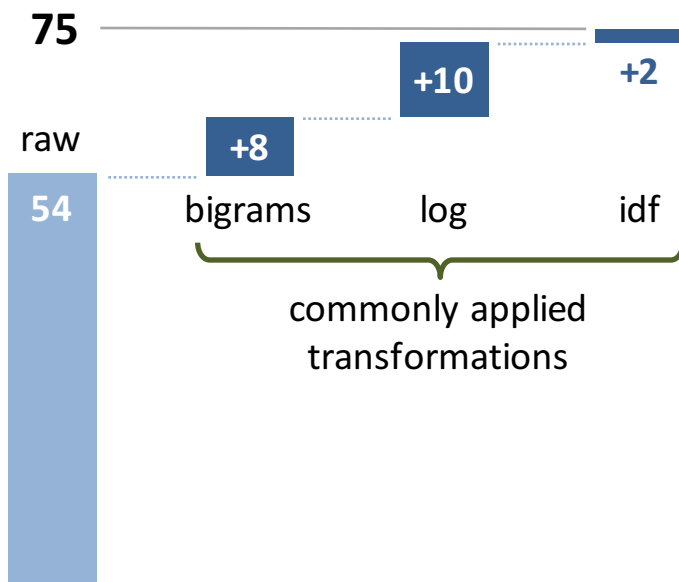 75
+10
+2
raw
+8
54
bigrams
log
idf
commonly applied
transformations